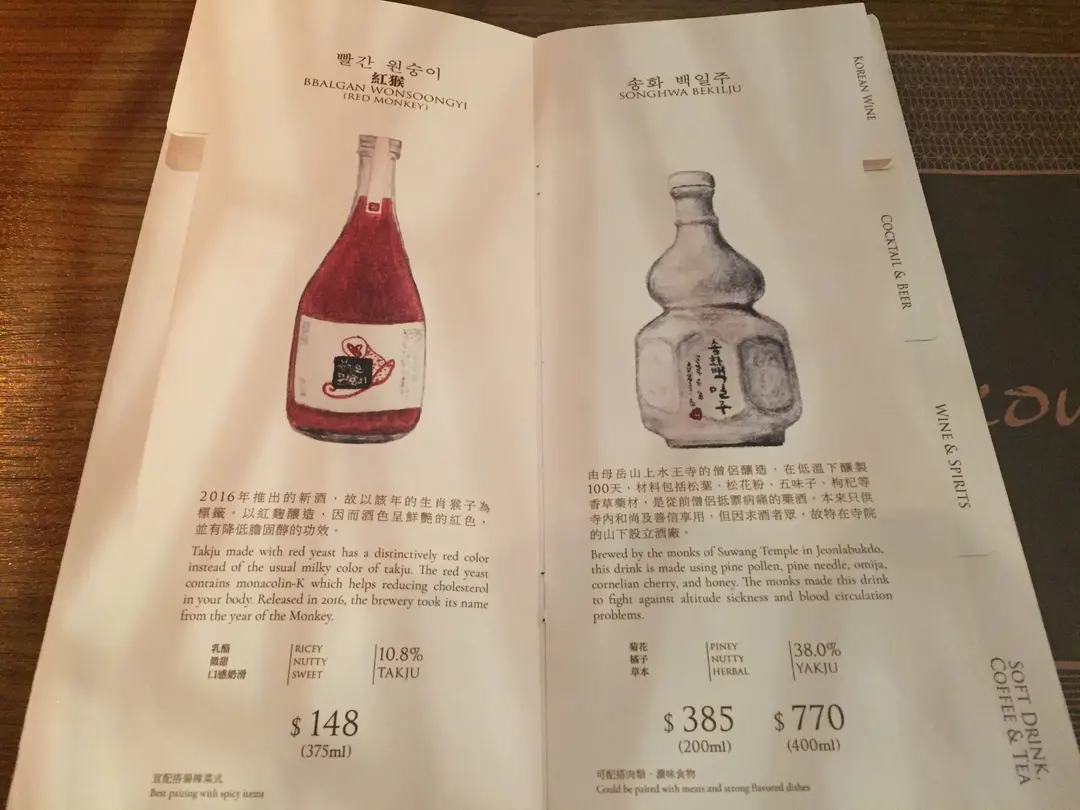 빨간 원숭이
紅猴
BBALGAN WONSOONGYI
(RED MONKEY)
2016年推出的新酒，故以該年的生肖猴子為
標籤。以紅麴釀造，因而酒色呈鮮艷的紅色，
並有降低膽固醇的功效。
Takju made with red yeast has a distinctively red color
instead of the usual milky color of takju. The red yeast
contains monacolin-K which helps reducing cholesterol
in your body. Released in 2016, the brewery took its name
from the year of the Monkey.
乳酪
微甜
口感奶滑
RICEY
NUTTY
SWEET
10.8%
TAKJU
$ 148
(375ml)
宜配搭偏辣菜式
Best pairing with spicy items
송화 백일주
SONGHWA BEKILJU
송화백일주
由母岳山上水王寺的僧侶釀造，在低溫下釀製
100天，材料包括松葉、松花粉、五味子、枸杞等
香草藥材，是從前僧侶抵禦病痛的藥酒。本來只供
寺內和尚及善信享用，但因求酒者眾，故特在寺院
的山下設立酒廠。
Brewed by the monks of Suwang Temple in Jeonlabukdo,
this drink is made using pine pollen, pine needle, omija,
cornelian cherry, and honey. The monks made this drink
to fight against altitude sickness and blood circulation
problems.
菊花
橘子
草本
PINEY
NUTTY
HERBAL
38.0%
YAKJU
$ 385
(200ml)
$ 770
(400ml)
可配搭肉類、濃味食物
Could be paired with meats and strong flavored dishes
KOREAN WINE
COCKTAIL & BEER
WINE & SPIRITS
SOFT DRINK,
COFFEE & TEA